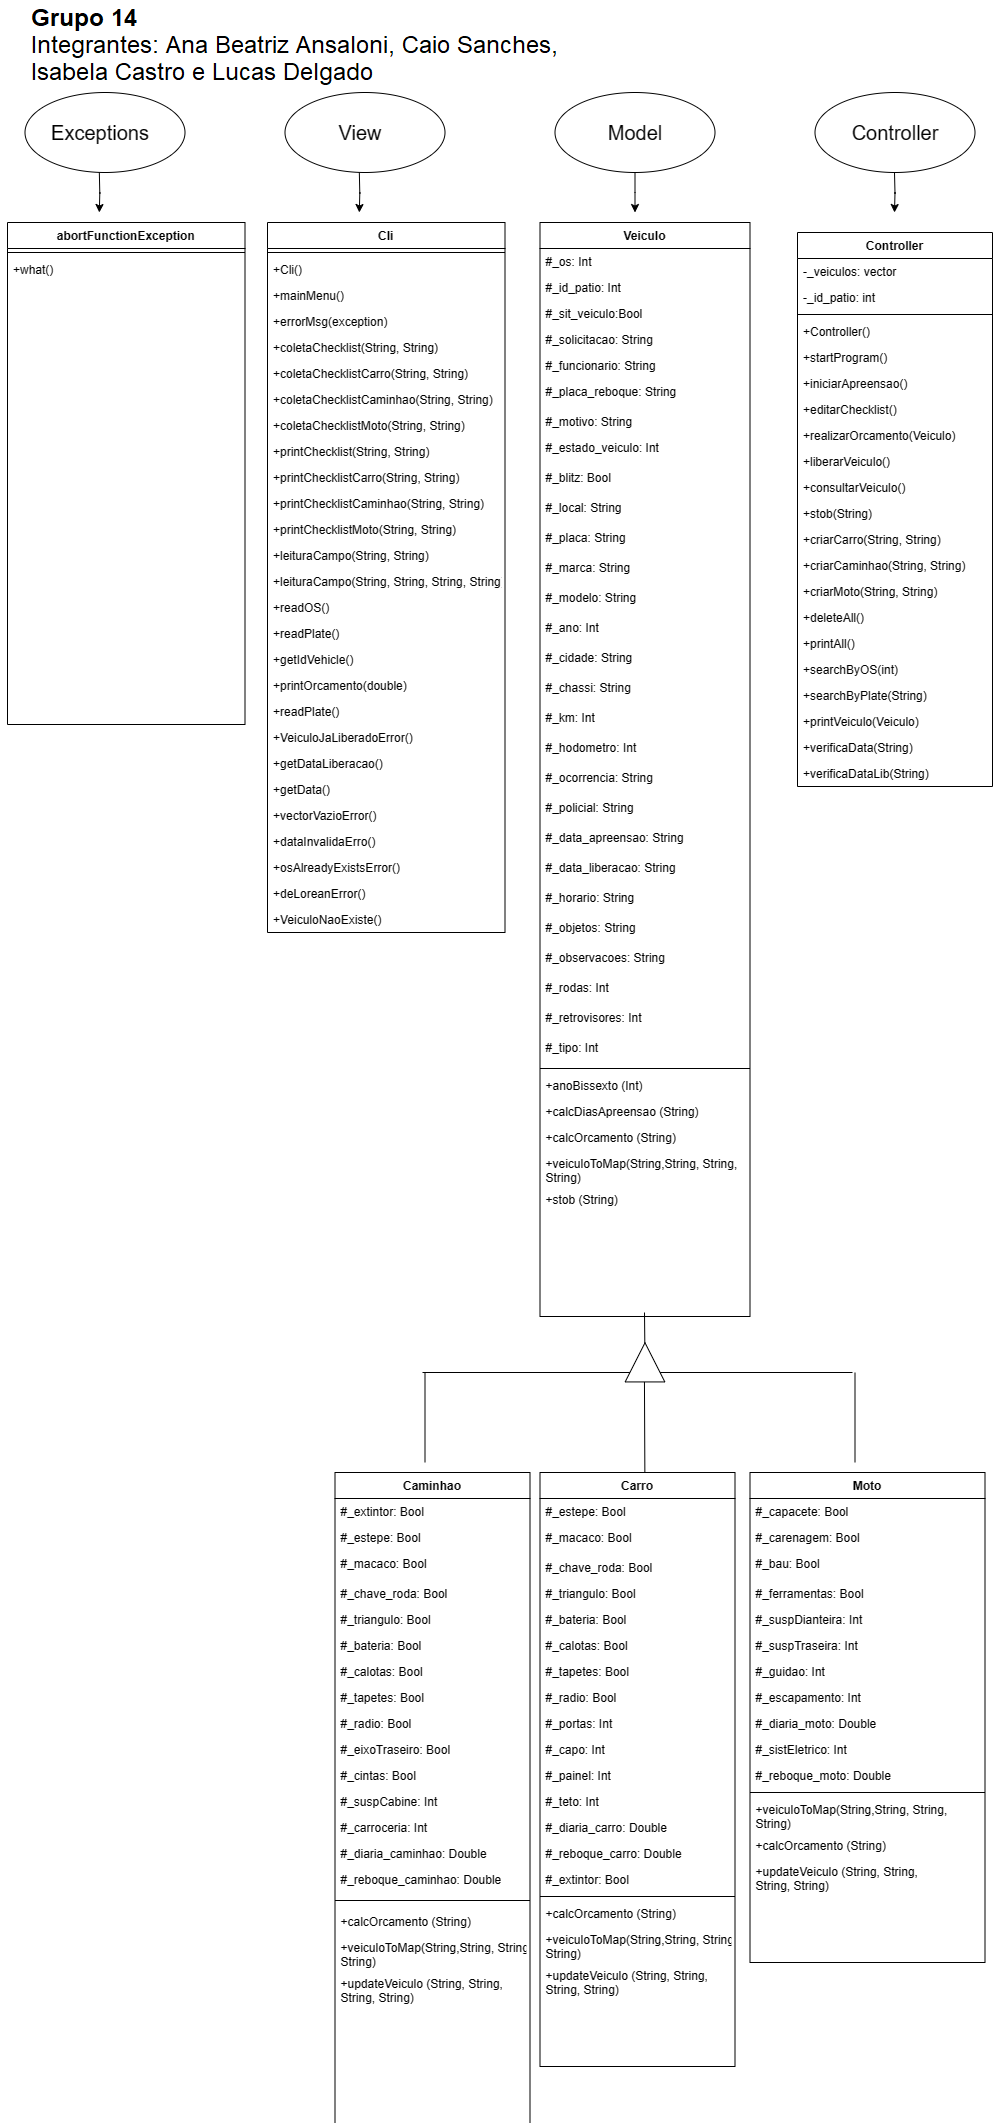 Grupo 14
Integrantes: Ana Beatriz Ansaloni, Caio Sanches,
Isabela Castro e Lucas Delgado
Exceptions
View
Model
Controller
abortFunctionException
+what()
Cli
+Cli()
+mainMenu()
+errorMsg(exception)
+coletaChecklist(String, String)
+coletaChecklistCarro(String, String)
+coletaChecklistCaminhao(String, String)
+coletaChecklistMoto(String, String)
+printChecklist(String, String)
+printChecklistCarro(String, String)
+printChecklistCaminhao(String, String)
+printChecklistMoto(String, String)
+leituraCampo(String, String)
+leituraCampo(String, String, String, String
+readOS()
+readPlate()
+getIdVehicle()
+printOrcamento(double)
+readPlate()
+VeiculoJaLiberadoError()
+getDataLiberacao()
+getData()
+vectorVazioError()
+dataInvalidaErro()
+osAlreadyExistsError()
+deLoreanError()
+VeiculoNaoExiste()
Veiculo
#_os: Int
#_id_patio: Int
#_sit_veiculo:Bool
#_solicitacao: String
#_funcionario: String
#_placa_reboque: String
#_motivo: String
#_estado_veiculo: Int
#_blitz: Bool
#_local: String
#_placa: String
#_marca: String
#_modelo: String
#_ano: Int
#_cidade: String
#_chassi: String
#_km: Int
#_hodometro: Int
#_ocorrencia: String
#_policial: String
#_data_apreensao: String
#_data_liberacao: String
#_horario: String
#_objetos: String
#_observacoes: String
#_rodas: Int
#_retrovisores: Int
#_tipo: Int
+anoBissexto (Int)
+calcDiasApreensao (String)
+calcOrcamento (String)
+veiculoToMap(String,String, String,
String)
+stob (String)
Controller
-_veiculos: vector
-_id_patio: int
+Controller()
+startProgram()
+iniciarApreensao()
+editarChecklist()
+realizarOrcamento(Veiculo)
+liberarVeiculo()
+consultarVeiculo()
+stob(String)
+criarCarro(String, String)
+criarCaminhao(String, String)
+criarMoto(String, String)
+deleteAll()
+printAll()
+searchByOS(int)
+searchByPlate(String)
+printVeiculo(Veiculo)
+verificaData(String)
+verificaDataLib(String)
Caminhao
#_extintor: Bool
#_estepe: Bool
#_macaco: Bool
#_chave_roda: Bool
#_triangulo: Bool
#_bateria: Bool
#_calotas: Bool
#_tapetes: Bool
#_radio: Bool
#_eixoTraseiro: Bool
#_cintas: Bool
#_suspCabine: Int
#_carroceria: Int
#_diaria_caminhao: Double
#_reboque_caminhao: Double
+calcOrcamento (String)
+veiculoToMap(String,String, String
String)
+updateVeiculo (String, String,
String, String)
Carro
#_estepe: Bool
#_macaco: Bool
#_chave_roda: Bool
#_triangulo: Bool
#_bateria: Bool
#_calotas: Bool
#_tapetes: Bool
#_radio: Bool
#_portas: Int
#_capo: Int
#_painel: Int
#_teto: Int
#_diaria_carro: Double
#_reboque_carro: Double
#_extintor: Bool
+calcOrcamento (String)
+veiculoToMap(String,String, String
String)
+updateVeiculo (String, String,
String, String)
Moto
#_capacete: Bool
#_carenagem: Bool
#_bau: Bool
#_ferramentas: Bool
#_suspDianteira: Int
#_suspTraseira: Int
#_guidao: Int
#_escapamento: Int
#_diaria_moto: Double
#_sistEletrico: Int
#_reboque_moto: Double
+veiculoToMap(String,String, String,
String)
+calcOrcamento (String)
+updateVeiculo (String, String,
String, String)